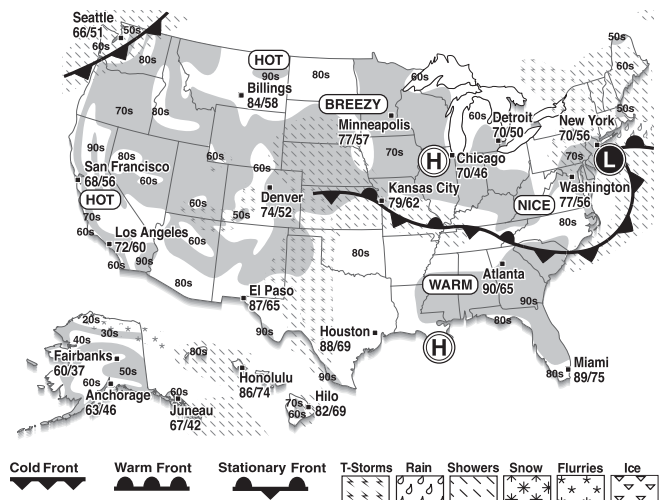 Seattle
66/51
50s
60s
80s
HOT
90s
80s
Billings
84/58
BREEZY
Minneapolis
77/57
60s
50s
60s
50s
60s
Detroit
70/50
New York
70/56
70s
80s
70s
H
Chicago
70/46
70s
L
Washington
77/56
90s
80s
San Francisco
68/56
60s
HOT
60s
60s
Denver
74/52
Kansas City
79/62
NICE
80s
70s
60s
60s
50s
Los Angeles
72/60
60s
60s
90s
80s
80s
WARM
Atlanta
90/65
90s
80s
El Paso
87/65
90s
Houston
88/69
H
90s
80s
Miami
89/75
20s
30s
40s
Fairbanks
60/37
50s
60s
Anchorage
63/46
60s
Juneau
67/42
80s
Honolulu
86/74
70s
60s
Hilo
82/69
Cold Front
Warm Front
Stationary Front
T-Storms
Rain
Showers
Snow
Flurries
Ice